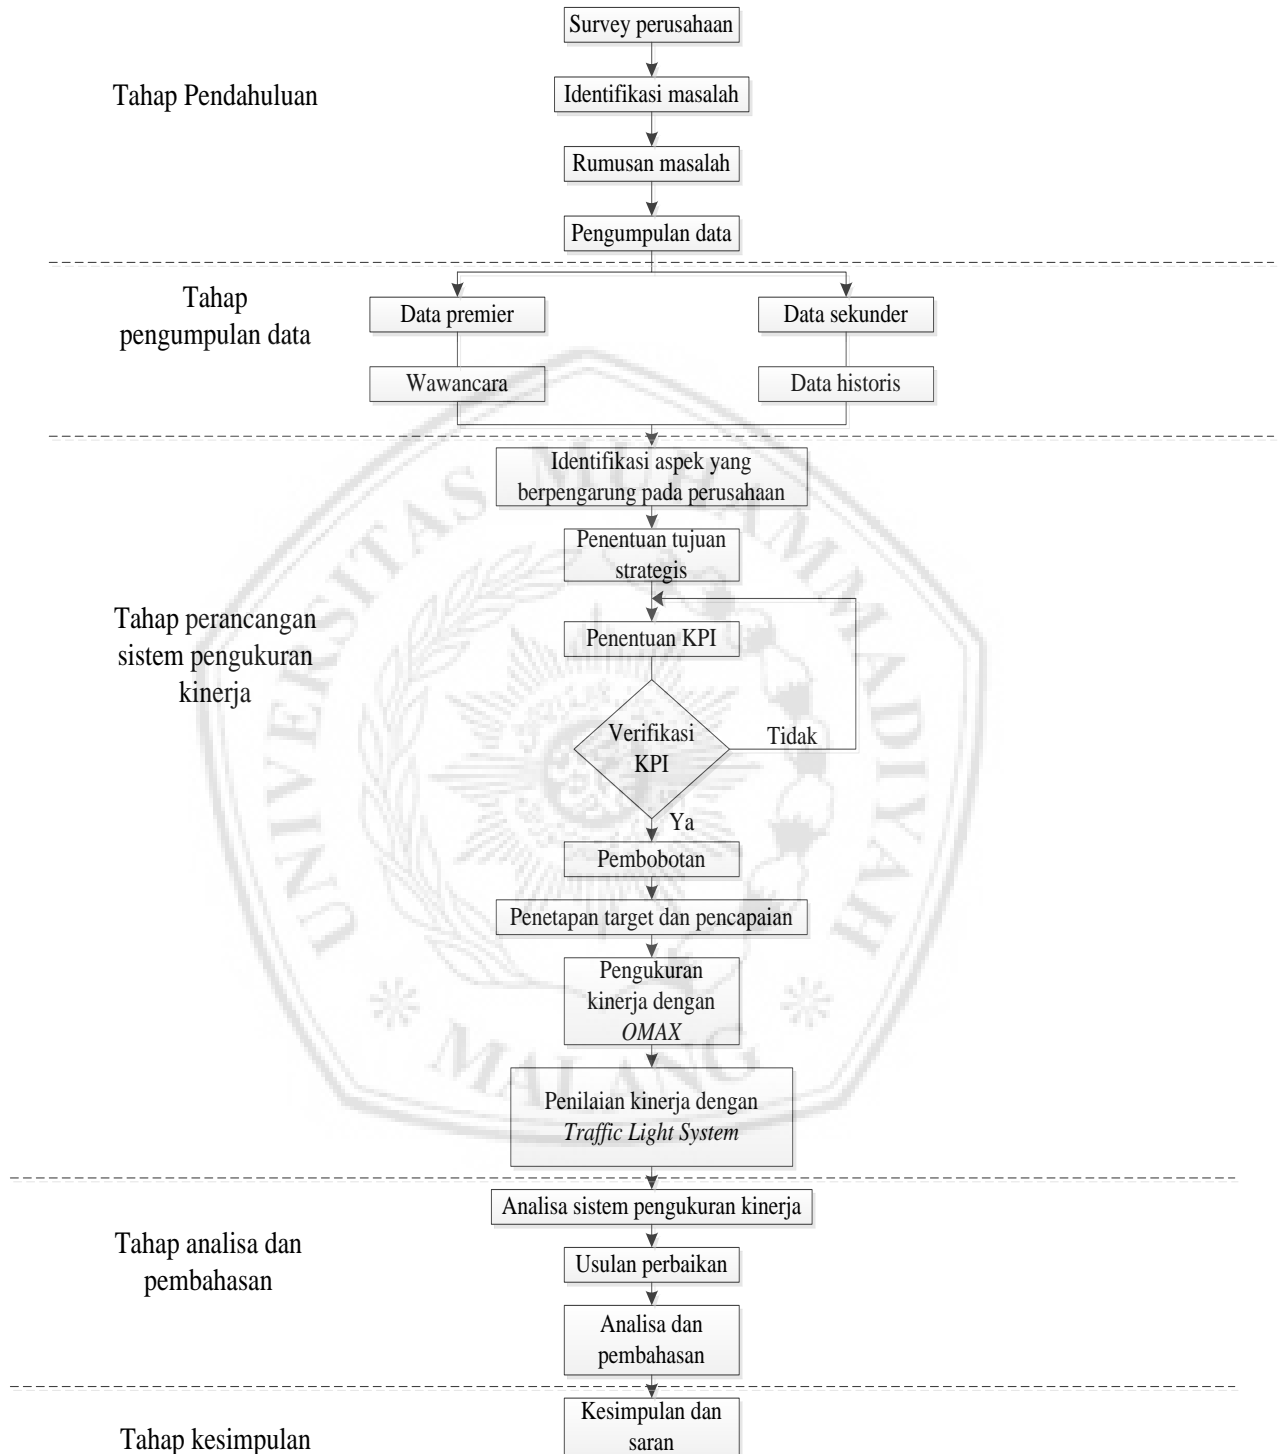 Survey perusahaan
Tahap Pendahuluan
Identifikasi masalah
Rumusan masalah
Pengumpulan data
Tahap
pengumpulan data
Data premier
Data sekunder
Wawancara
Data historis
Identifikasi aspek yang
berpengarung pada perusahaan
Penentuan tujuan
strategis
Tahap perancangan
sistem pengukuran
kinerja
Penentuan KPI
Verifikasi
KPI
Tidak
Ya
Pembobotan
Penetapan target dan pencapaian
Pengukuran
kinerja dengan
OMAX
Penilaian kinerja dengan
Traffic Light System
Analisa sistem pengukuran kinerja
Tahap analisa dan
pembahasan
Usulan perbaikan
Analisa dan
pembahasan
Tahap kesimpulan
Kesimpulan dan
saran
UNIVERSITAS MUHAMMADIYAH
MALANG